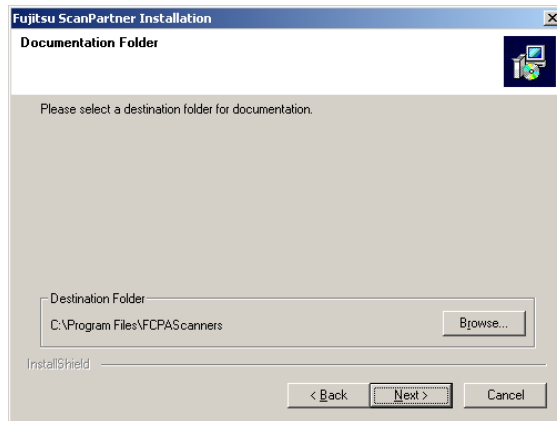 Fujitsu ScanPartner Installation
Documentation Folder
Please select a destination folder for documentation.
Destination Folder
C:\Program Files\FCPAScanners
Browse...
InstallShield
< Back
Next >
Cancel